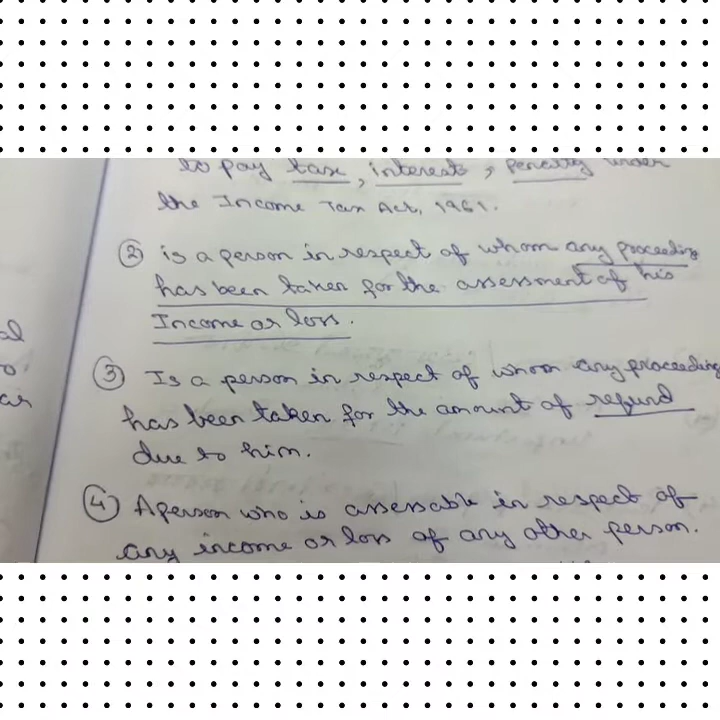 to pay tax, interest, penalty under
the Income Tax Act, 1961.
② is a person in respect of whom any proceeding
has been taken for the assessment of his
Income or loss.
③ Is a person in respect of whom any proceeding
has been taken for the amount of refund
due to him.
④ A person who is assessable in respect of
any income or loss of any other person.